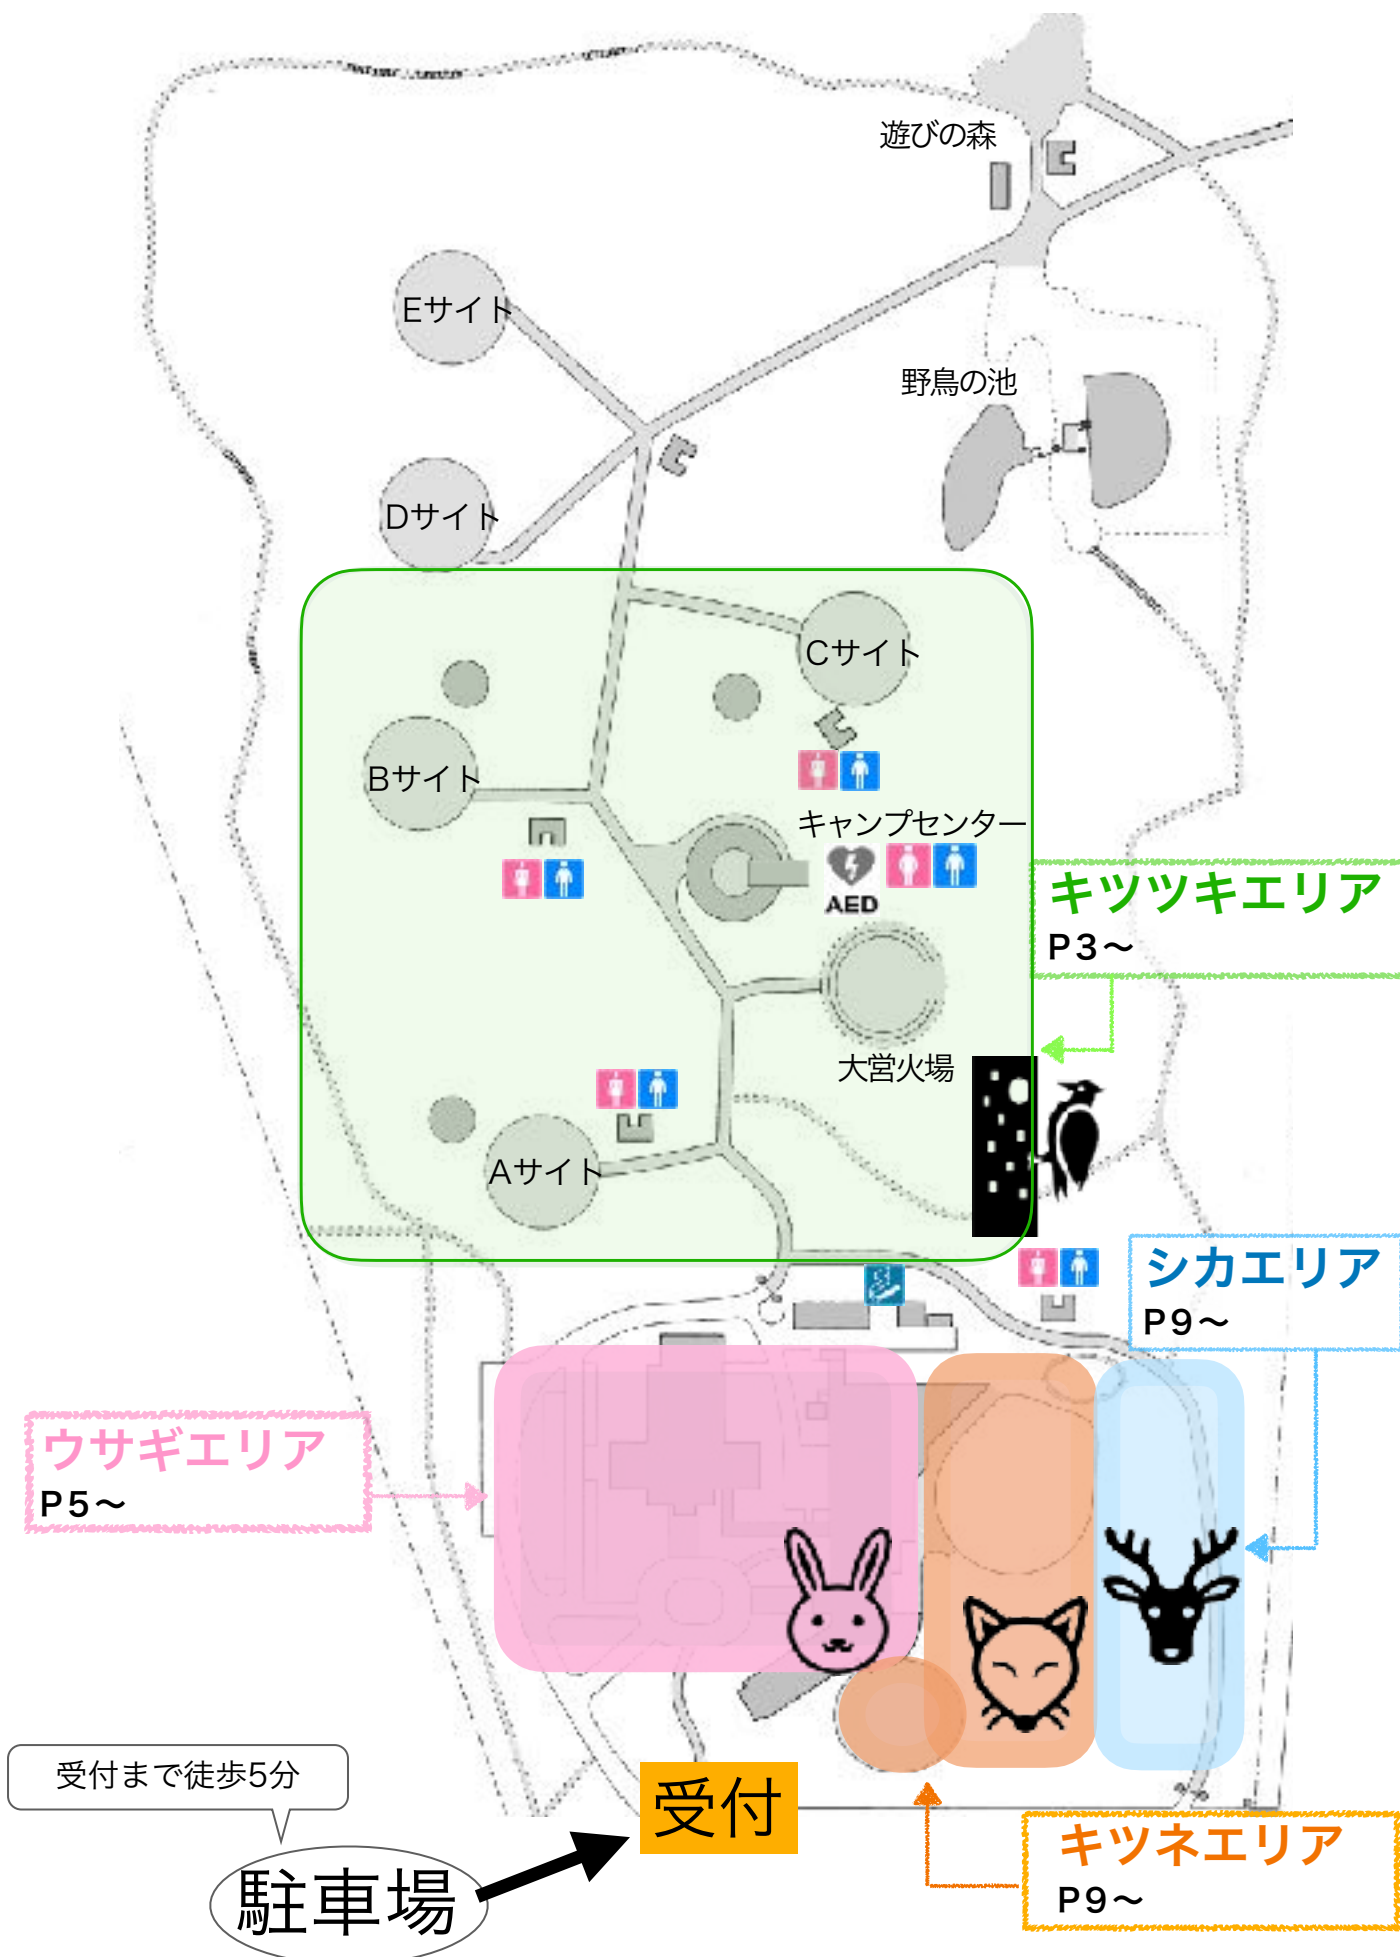 遊びの森
Eサイト
野鳥の池
Dサイト
Cサイト
Bサイト
キャンプセンター
AED
キツツキエリア
P3〜
大営火場
Aサイト
シカエリア
P9〜
ウサギエリア
P5〜
受付まで徒歩5分
受付
駐車場
キツネエリア
P9〜